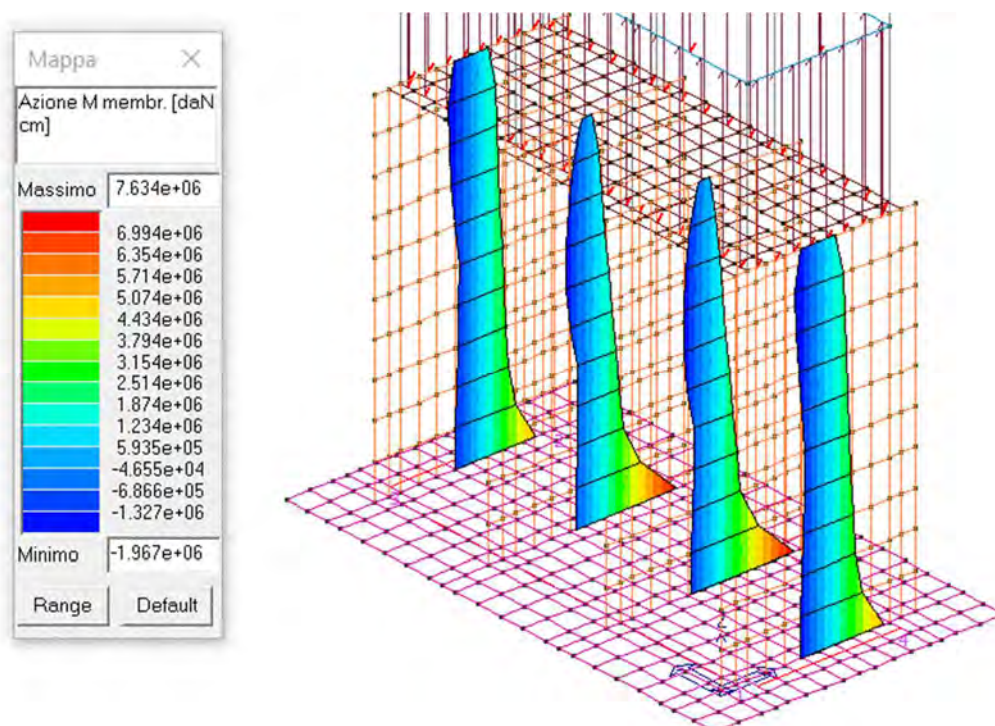 Mappa
Azione M membr. [daN
cm]
Massimo 7.634e+06
6.994e+06
6.354e+06
5.714e+06
5.074e+06
4.434e+06
3.794e+06
3.154e+06
2.514e+06
1.874e+06
1.234e+06
5.935e+05
-4.655e+04
-6.866e+05
-1.327e+06
Minimo -1.967e+06
Range Default